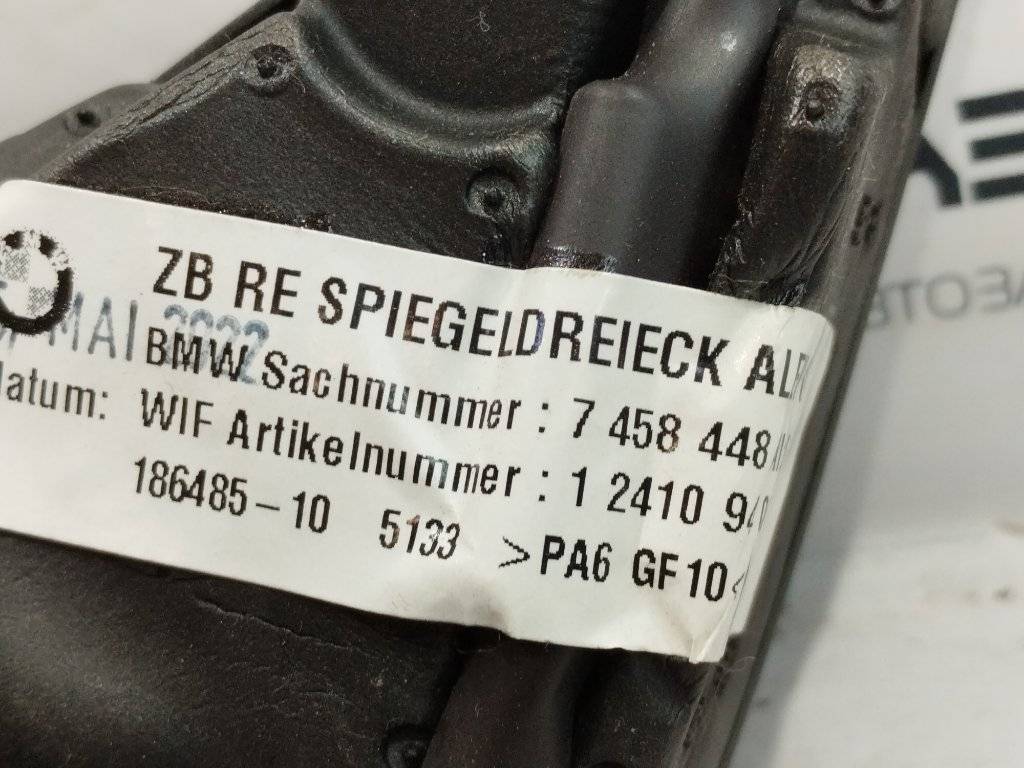 ZB RE SPIEGELDREIECK
MAI 2022
BMW Sachnummer : 7 458 448
WIF Artikelnummer : 1 2410
186485-10 5133 >PA6 GF10<